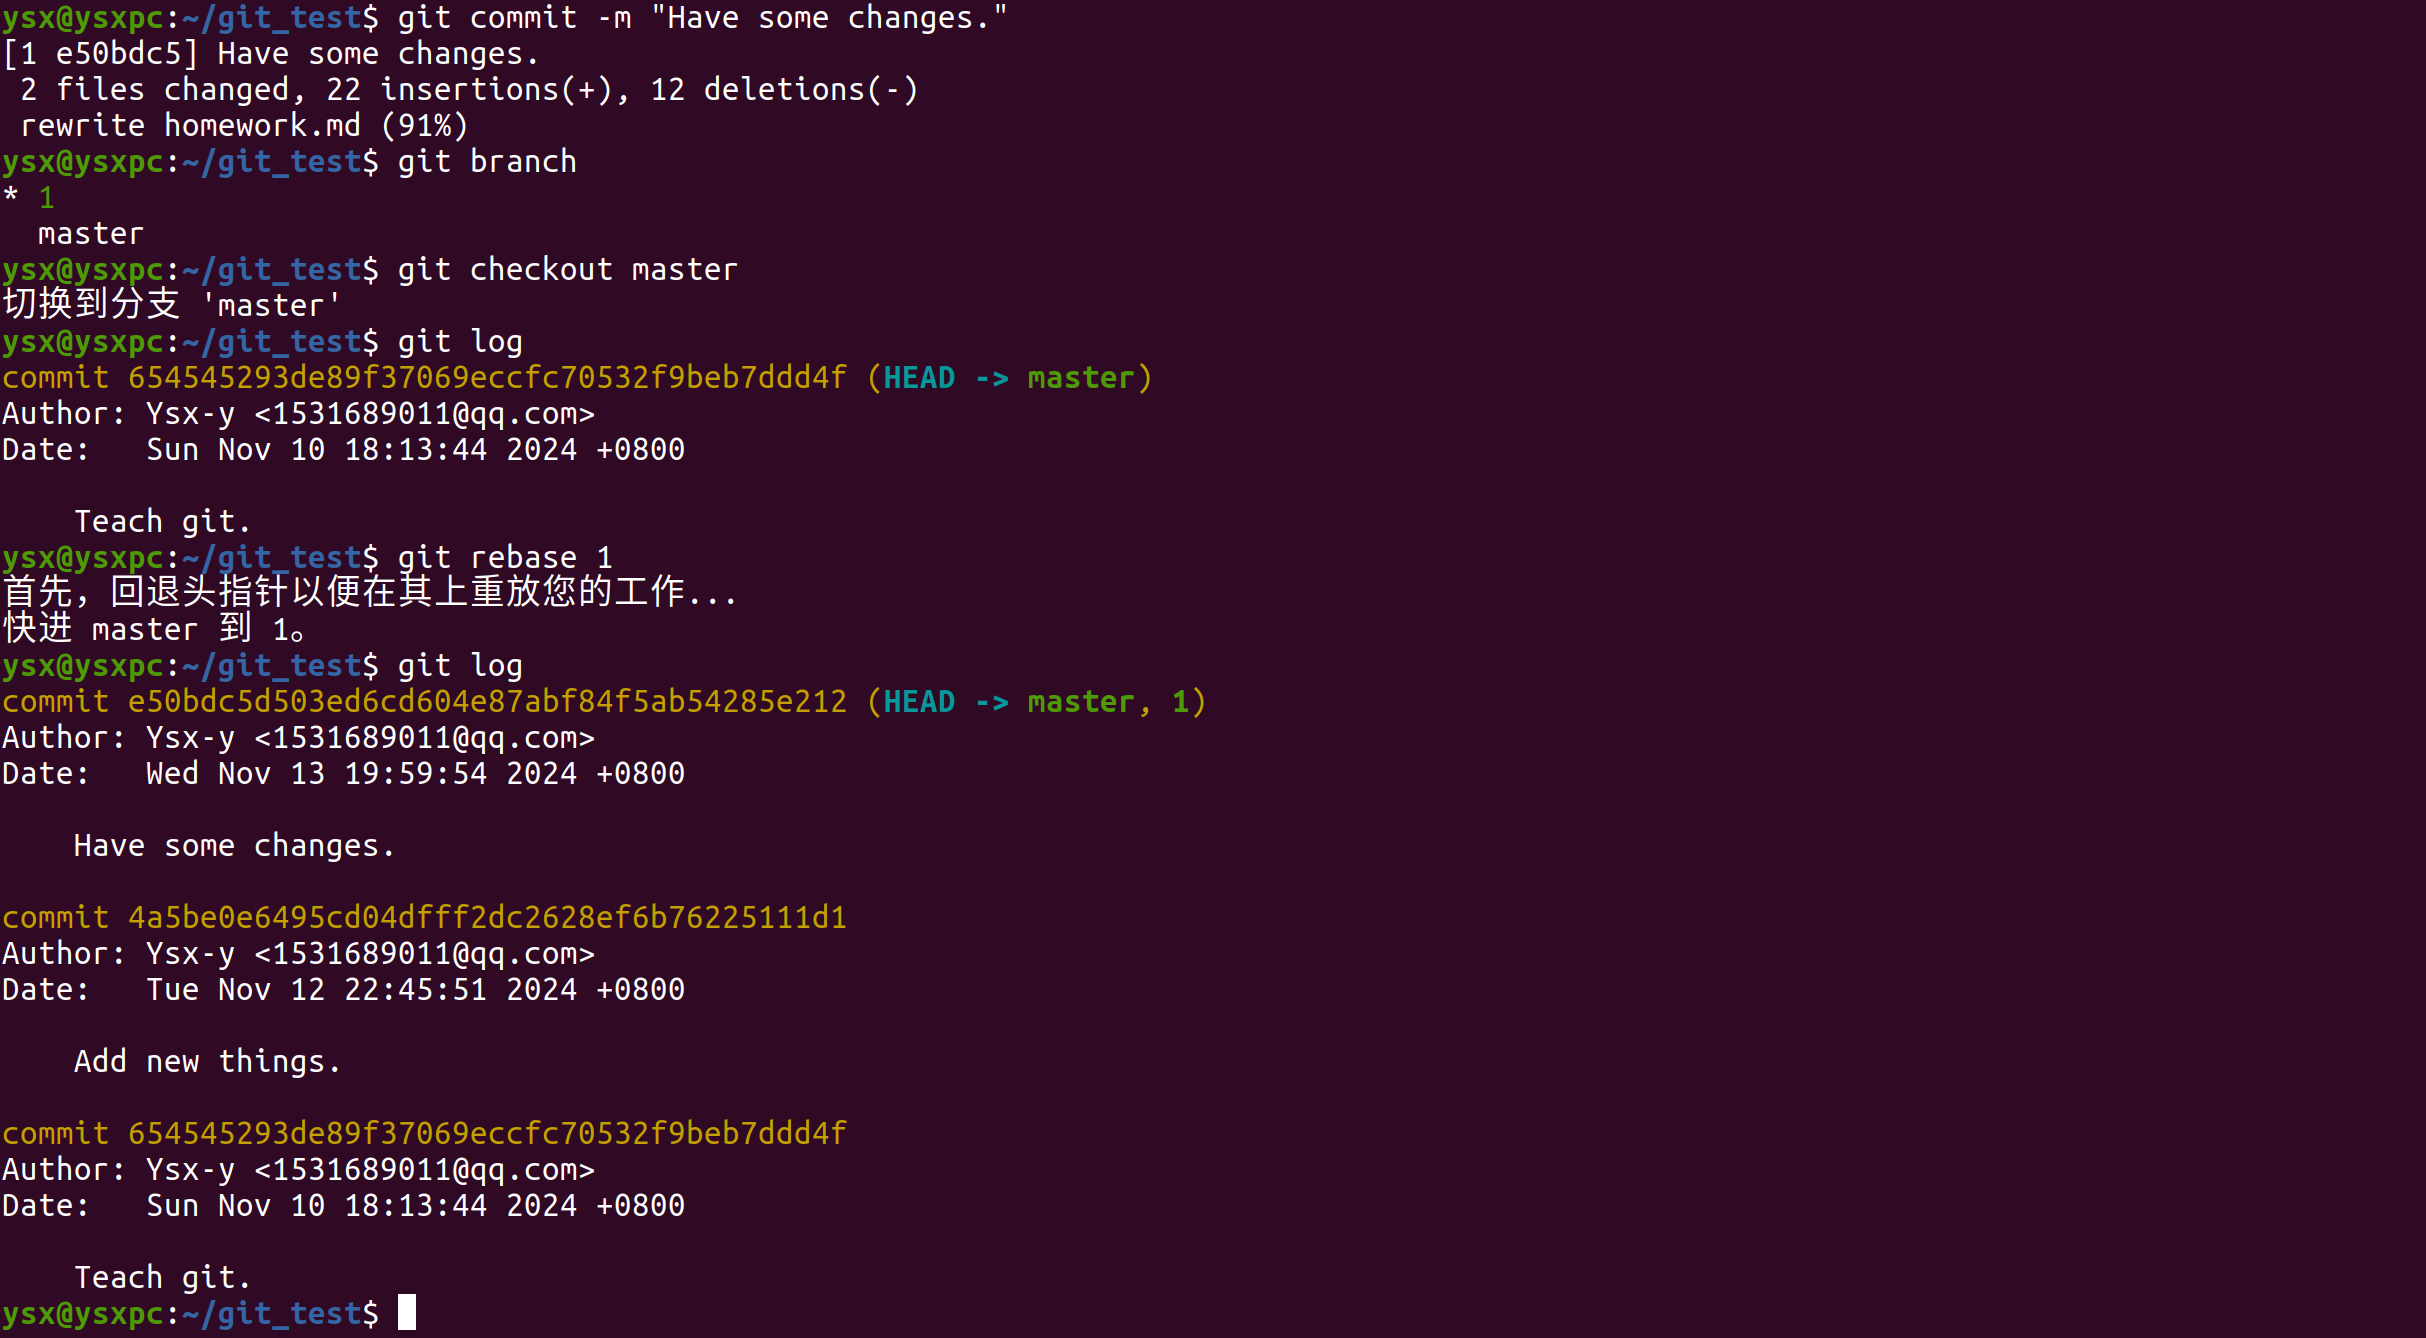 ysx@ysxpc:~/git_test$ git commit -m "Have some changes."
[1 e50bdc5] Have some changes.
 2 files changed, 22 insertions(+), 12 deletions(-)
 rewrite homework.md (91%)
ysx@ysxpc:~/git_test$ git branch
* 1
  master
ysx@ysxpc:~/git_test$ git checkout master
切换到分支 'master'
ysx@ysxpc:~/git_test$ git log
commit 654545293de89f37069eccfc70532f9beb7ddd4f (HEAD -> master)
Author: Ysx-y <1531689011@qq.com>
Date:   Sun Nov 10 18:13:44 2024 +0800

    Teach git.
ysx@ysxpc:~/git_test$ git rebase 1
首先，回退头指针以便在其上重放您的工作...
快进 master 到 1。
ysx@ysxpc:~/git_test$ git log
commit e50bdc5d503ed6cd604e87abf84f5ab54285e212 (HEAD -> master, 1)
Author: Ysx-y <1531689011@qq.com>
Date:   Wed Nov 13 19:59:54 2024 +0800

    Have some changes.

commit 4a5be0e6495cd04dfff2dc2628ef6b76225111d1
Author: Ysx-y <1531689011@qq.com>
Date:   Tue Nov 12 22:45:51 2024 +0800

    Add new things.

commit 654545293de89f37069eccfc70532f9beb7ddd4f
Author: Ysx-y <1531689011@qq.com>
Date:   Sun Nov 10 18:13:44 2024 +0800

    Teach git.
ysx@ysxpc:~/git_test$